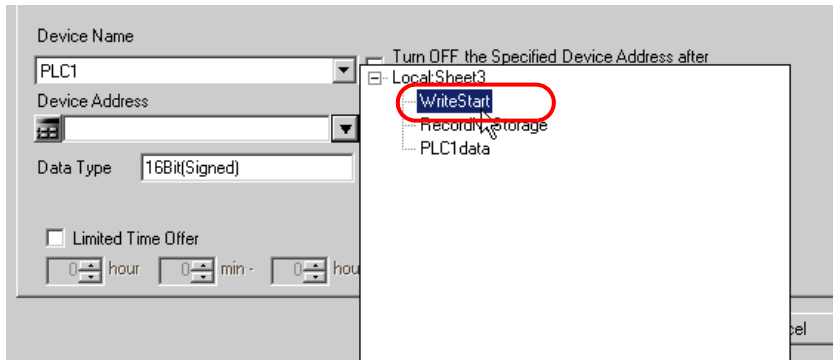 Device Name
PLC1
Turn OFF the Specified Device Address after
Local:Sheet3
Device Address
WriteStart
Storage
PLC1data
Data Type 16Bit(Signed)
Limited Time Offer
0 hour 0 min - 0 hou
cel